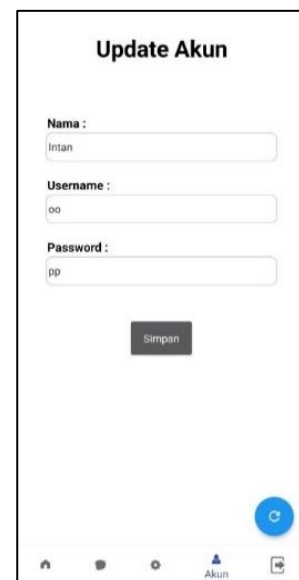 Update Akun
Nama :
Intan
Username :
oo
Password :
pp
Simpan
Akun